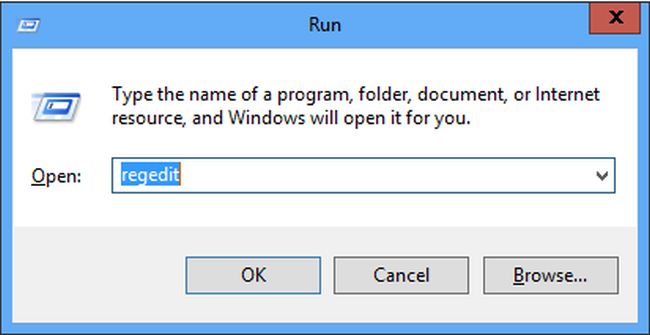 Run
Type the name of a program, folder, document, or Internet
resource, and Windows will open it for you.
Open: regedit
OK Cancel Browse...